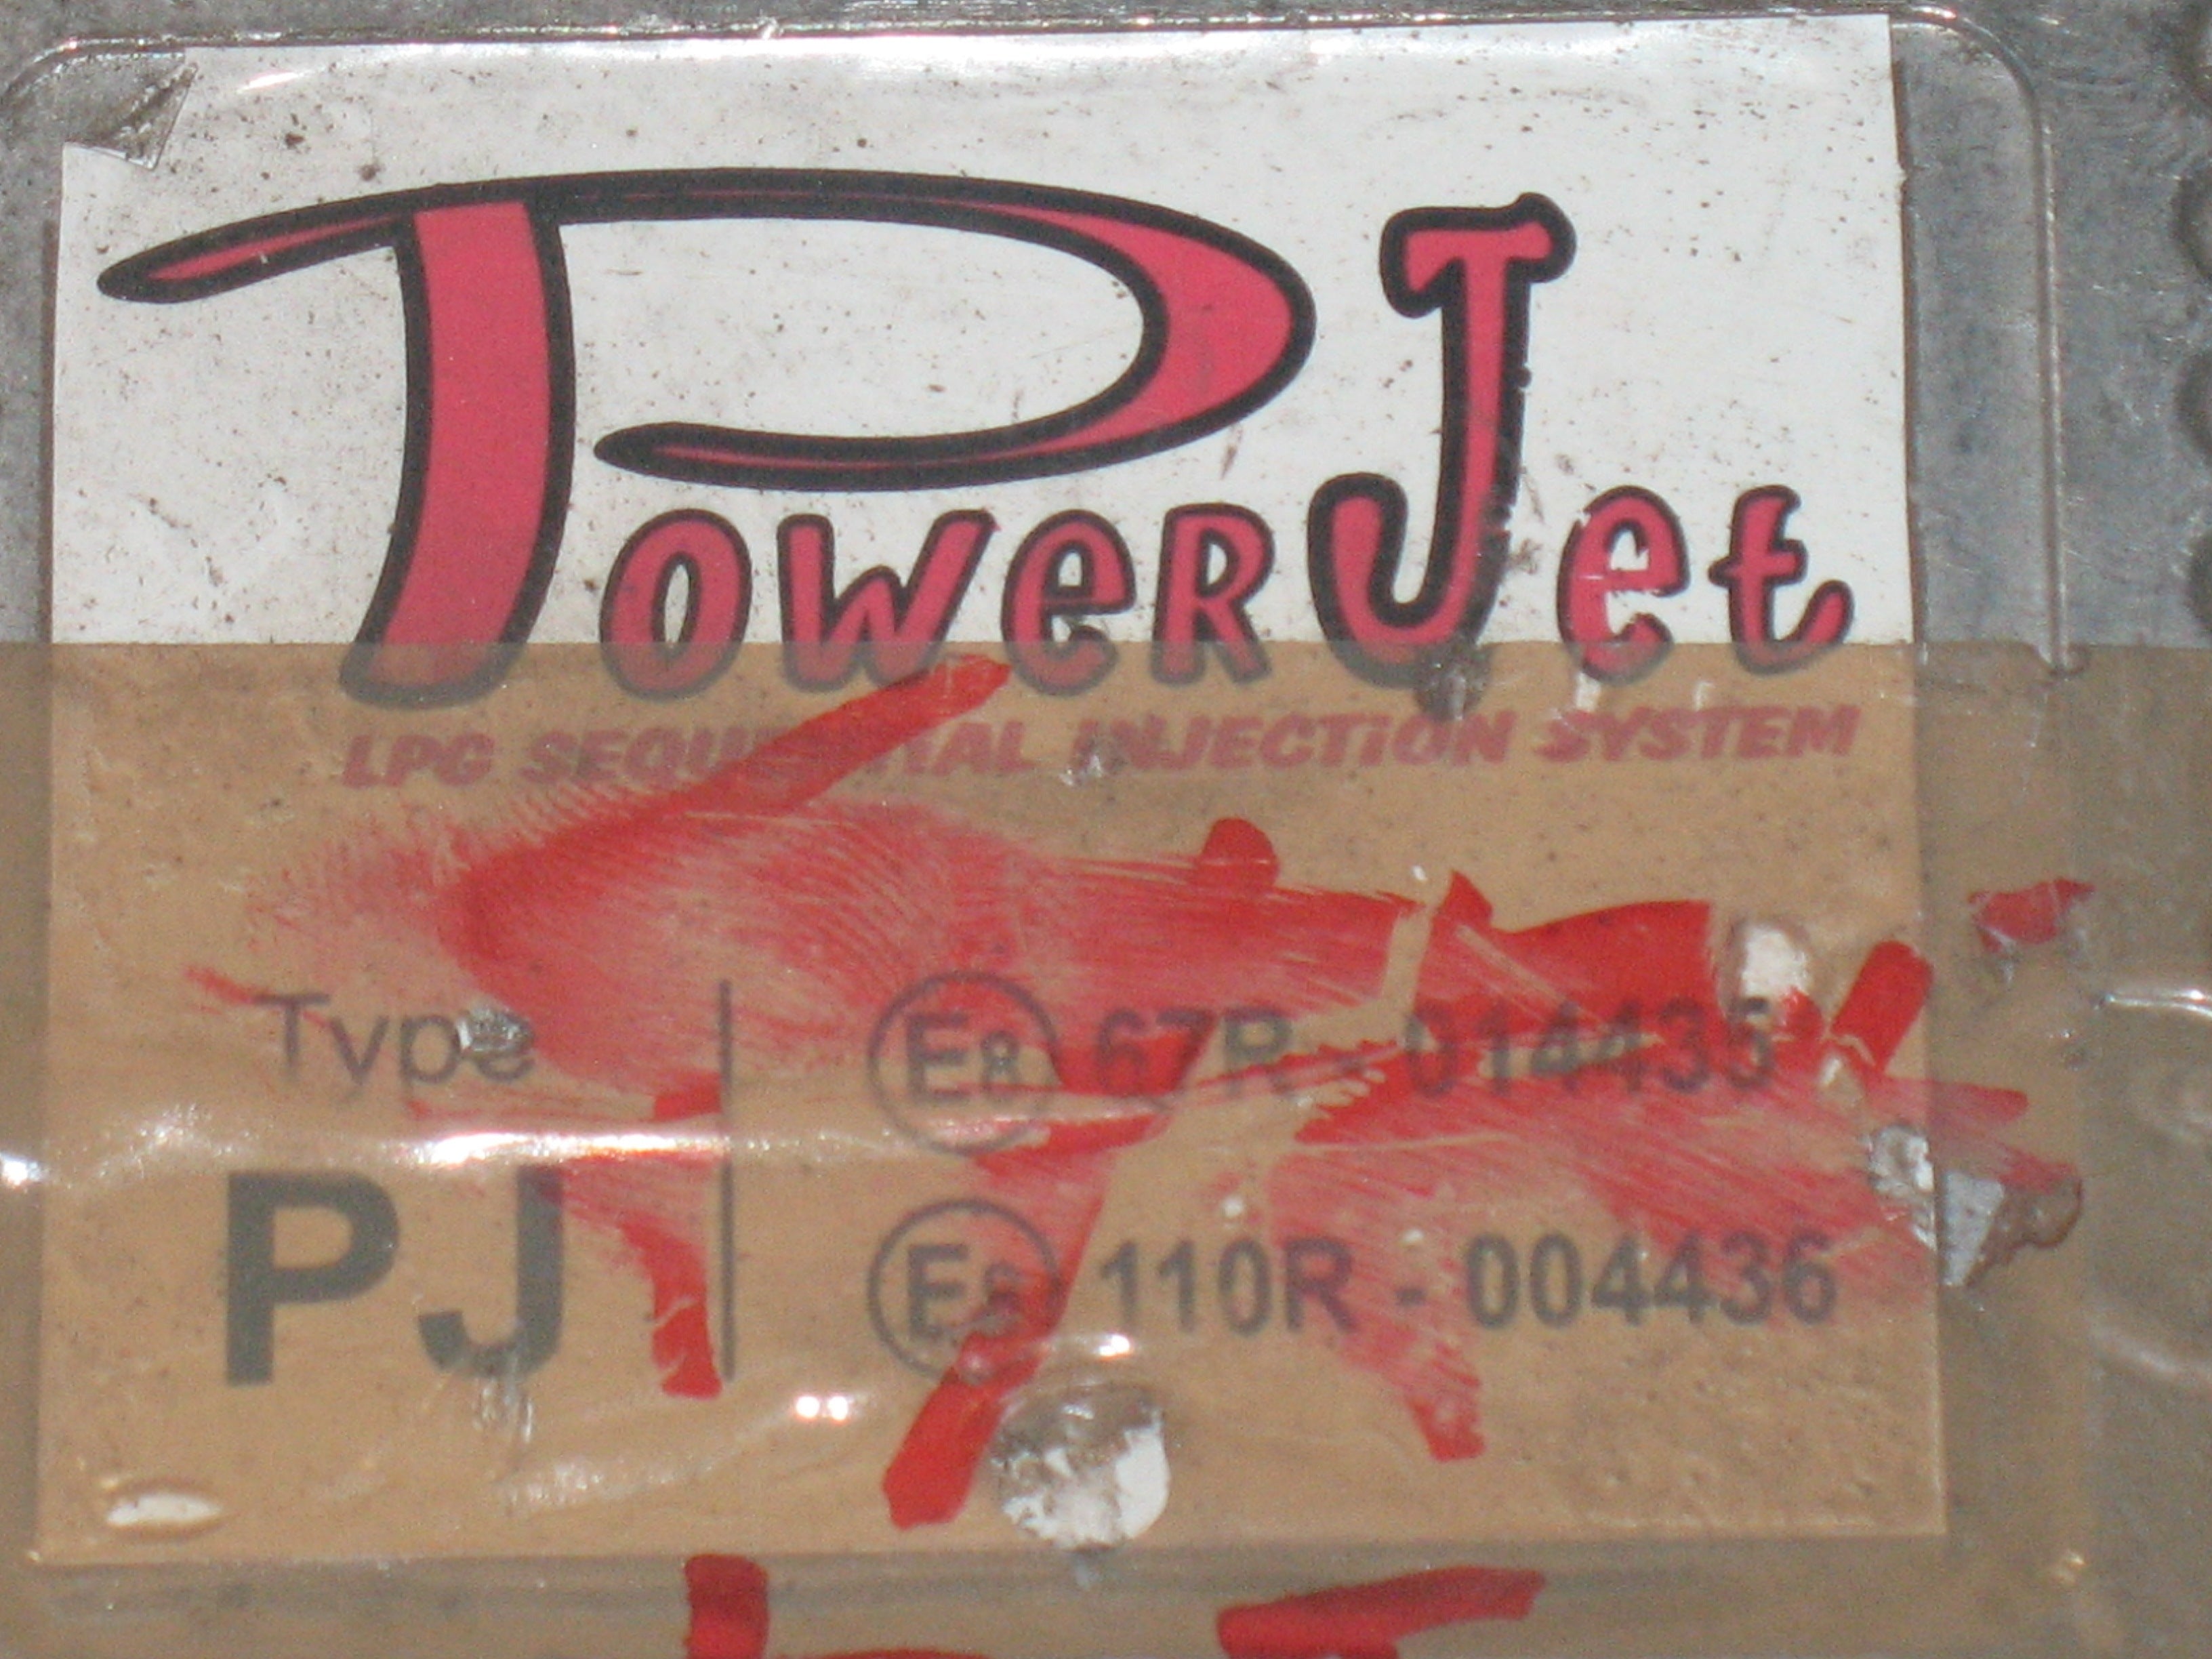 PowerJet
LPG SEQUENTIAL INJECTION SYSTEM
Type
E8 67R - 014435
PJ
E8 110R - 004436